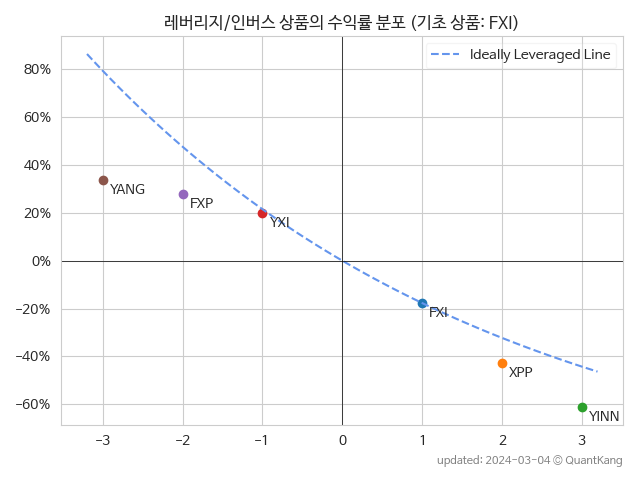 레버리지/인버스 상품의 수익률 분포 (기초 상품: FXI)
Ideally Leveraged Line
80%
60%
40%
20%
0%
−20%
−40%
−60%
YANG
FXP
YXI
FXI
XPP
YINN
−3 −2 −1 0 1 2 3
updated: 2024-03-04 © QuantKang